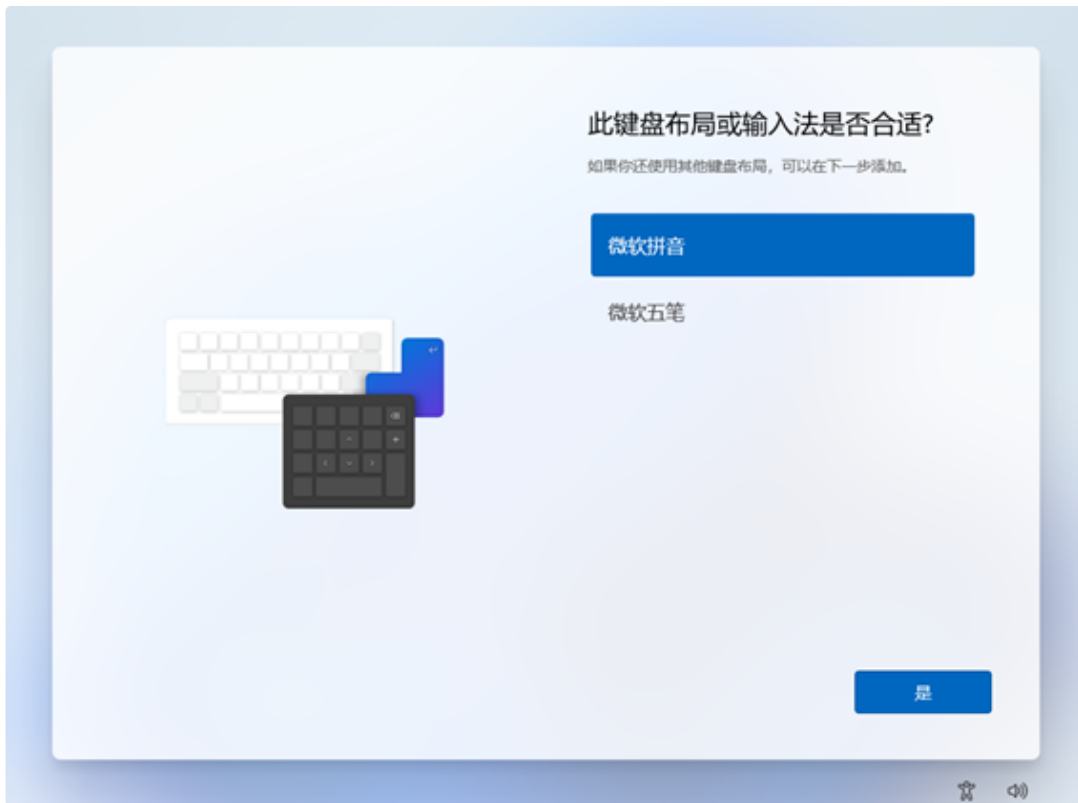 此键盘布局或输入法是否合适?
如果你还使用其他键盘布局，可以在下一步添加。
微软拼音
微软五笔
是